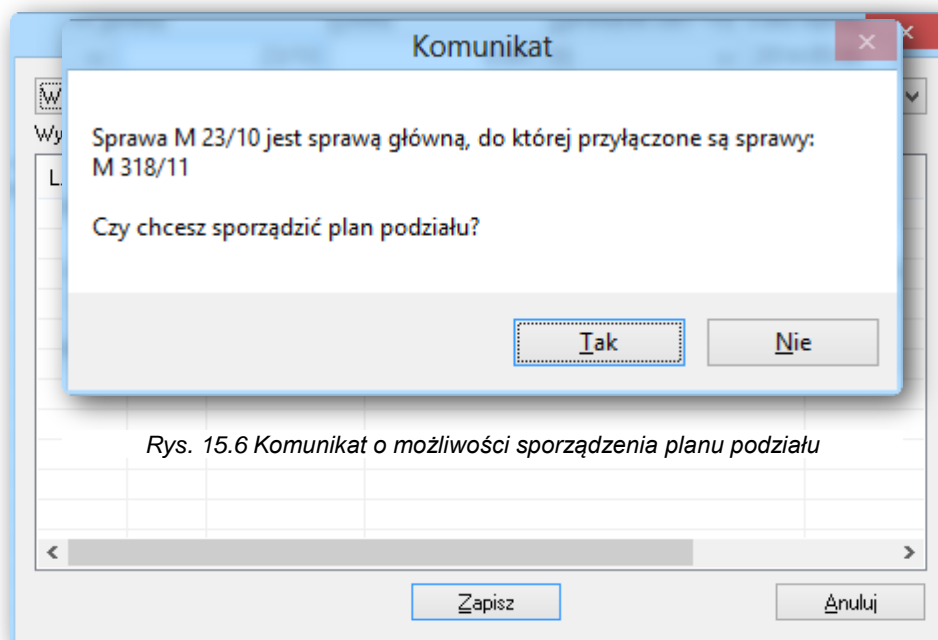 Komunikat
W
Wy
L.
Sprawa M 23/10 jest sprawą główną, do której przyłączone są sprawy:
M 318/11
Czy chcesz sporządzić plan podziału?
Tak
Nie
Rys. 15.6 Komunikat o możliwości sporządzenia planu podziału
Zapisz
Anuluj